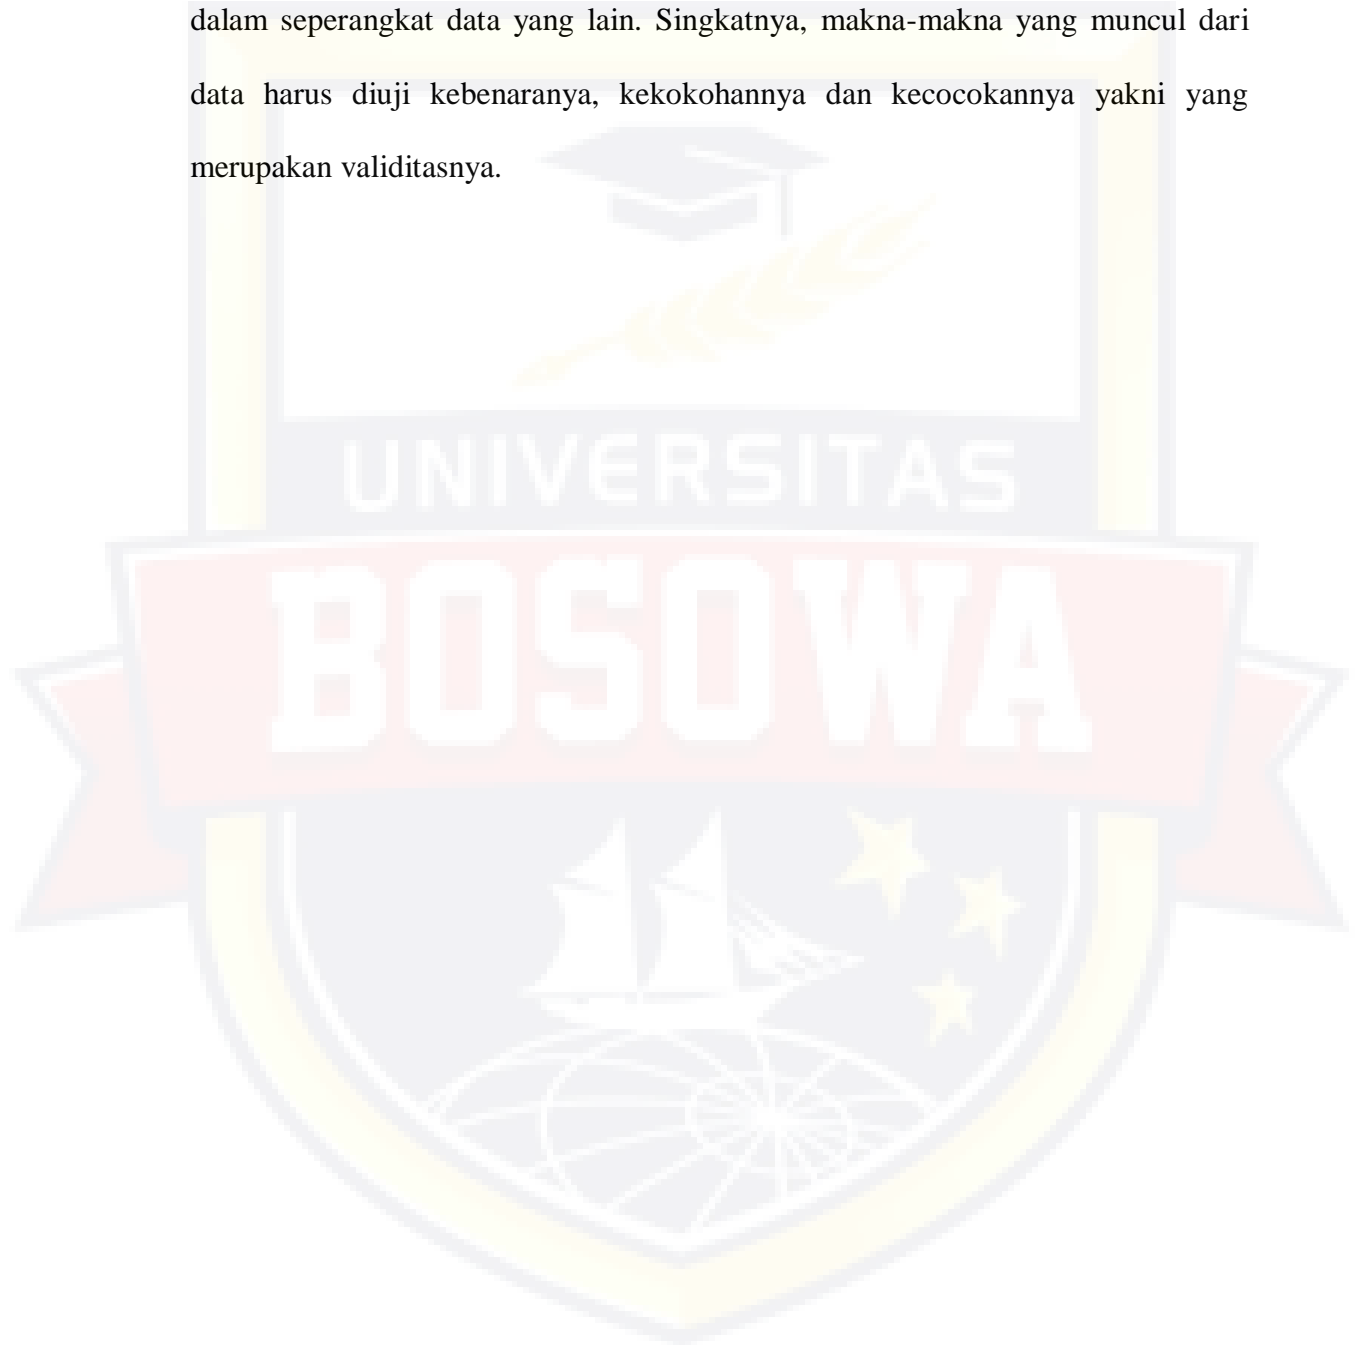 dalam seperangkat data yang lain. Singkatnya, makna-makna yang muncul dari
data harus diuji kebenaranya, kekokohannya dan kecocokannya yakni yang
merupakan validitasnya.
UNIVERSITAS
BOSOWA